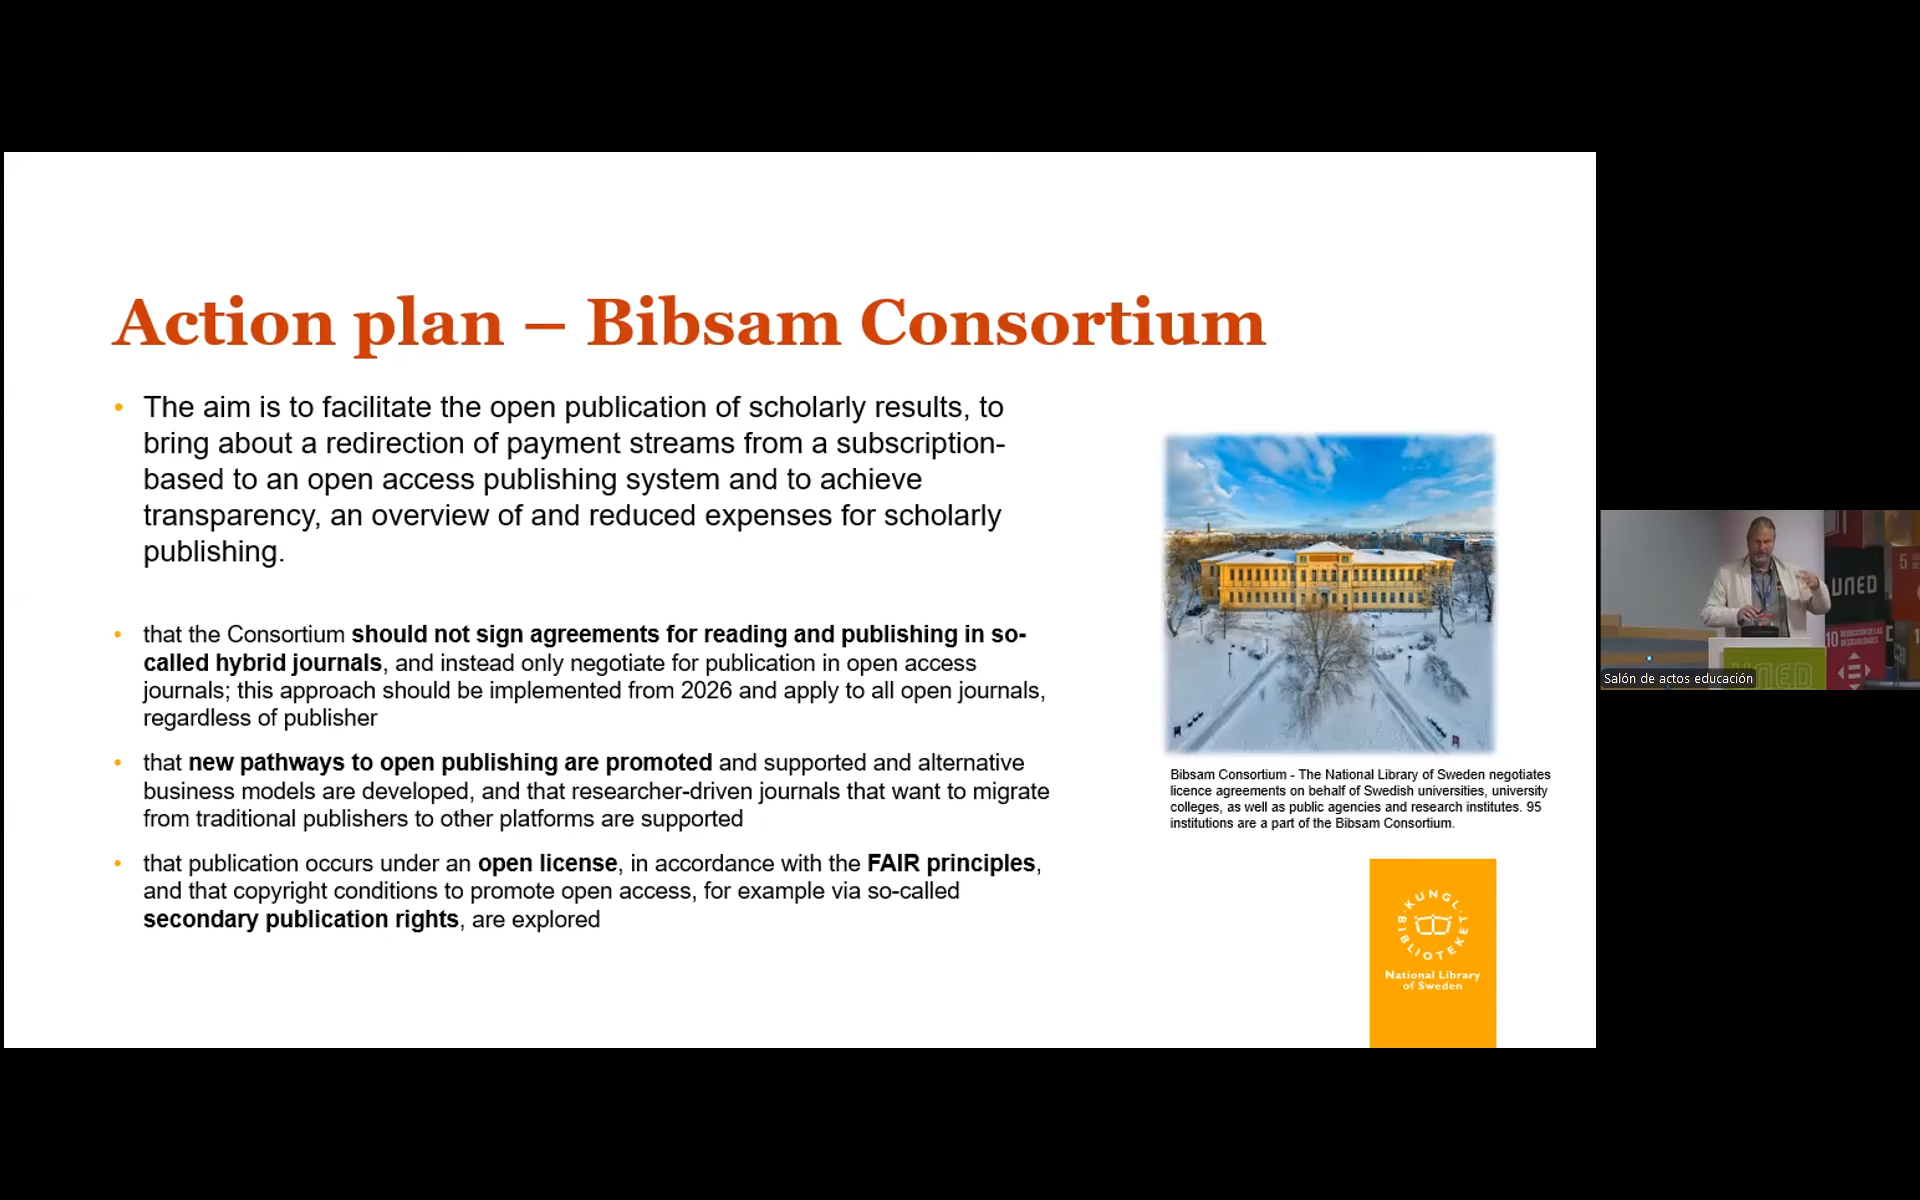 Action plan – Bibsam Consortium
• The aim is to facilitate the open publication of scholarly results, to
bring about a redirection of payment streams from a subscription-
based to an open access publishing system and to achieve
transparency, an overview of and reduced expenses for scholarly
publishing.
• that the Consortium should not sign agreements for reading and publishing in so-
called hybrid journals, and instead only negotiate for publication in open access
journals; this approach should be implemented from 2026 and apply to all open journals,
regardless of publisher
• that new pathways to open publishing are promoted and supported and alternative
business models are developed, and that researcher-driven journals that want to migrate
from traditional publishers to other platforms are supported
• that publication occurs under an open license, in accordance with the FAIR principles,
and that copyright conditions to promote open access, for example via so-called
secondary publication rights, are explored
Bibsam Consortium - The National Library of Sweden negotiates
licence agreements on behalf of Swedish universities, university
colleges, as well as public agencies and research institutes. 95
institutions are a part of the Bibsam Consortium.
KUNGL·
BIBLIOTEKET
National Library
of Sweden
UNED
5
10 REDUCCIÓN DE LAS
DESIGUALDADES
UNED
Salón de actos educación